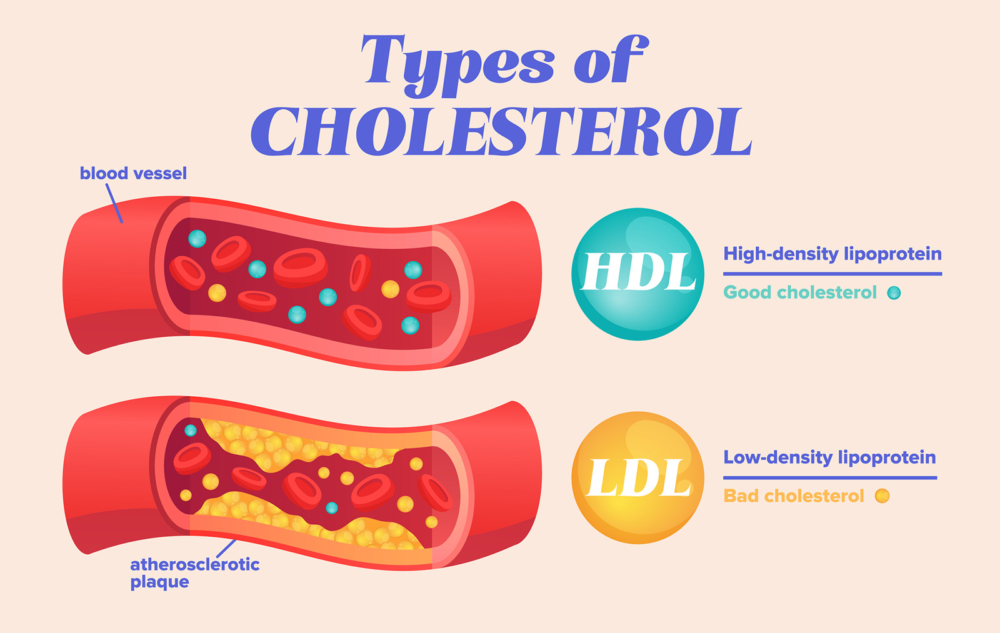 Types of
CHOLESTEROL
blood vessel
HDL
High-density lipoprotein
Good cholesterol
LDL
Low-density lipoprotein
Bad cholesterol
atherosclerotic
plaque